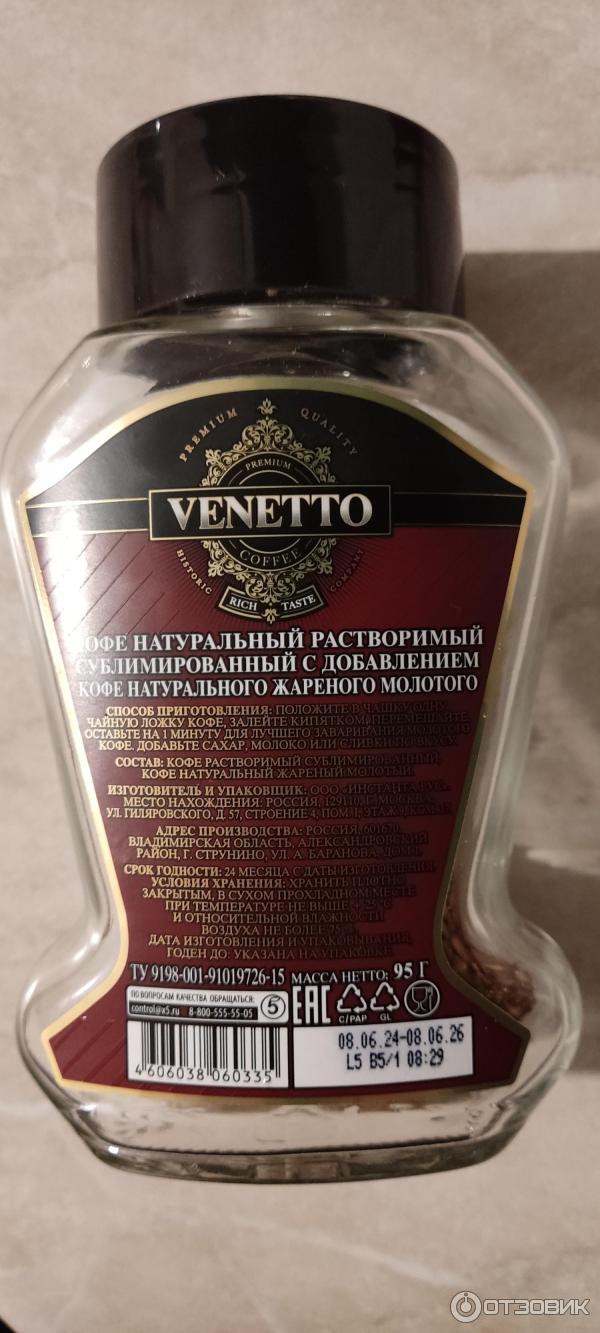 PREMIUM QUALITY
PREMIUM
VENETTO
COFFEE
HISTORIC COMPANY
RICH TASTE
КОФЕ НАТУРАЛЬНЫЙ РАСТВОРИМЫЙ
СУБЛИМИРОВАННЫЙ С ДОБАВЛЕНИЕМ
КОФЕ НАТУРАЛЬНОГО ЖАРЕНОГО МОЛОТОГО
СПОСОБ ПРИГОТОВЛЕНИЯ: ПОЛОЖИТЕ В ЧАШКУ ОДНУ
ЧАЙНУЮ ЛОЖКУ КОФЕ, ЗАЛЕЙТЕ КИПЯТКОМ, ПЕРЕМЕШАЙТЕ.
ОСТАВЬТЕ НА 1 МИНУТУ ДЛЯ ЛУЧШЕГО ЗАВАРИВАНИЯ МОЛОТОГО
КОФЕ. ДОБАВЬТЕ САХАР, МОЛОКО ИЛИ СЛИВКИ ПО ВКУСУ.
СОСТАВ: КОФЕ РАСТВОРИМЫЙ СУБЛИМИРОВАННЫЙ,
КОФЕ НАТУРАЛЬНЫЙ ЖАРЕНЫЙ МОЛОТЫЙ.
ИЗГОТОВИТЕЛЬ И УПАКОВЩИК: ООО «ИНСТАНТА РУС».
МЕСТО НАХОЖДЕНИЯ: РОССИЯ, 129110, Г. МОСКВА,
УЛ. ГИЛЯРОВСКОГО, Д. 57, СТРОЕНИЕ 4, ПОМ. I, ЭТАЖ
АДРЕС ПРОИЗВОДСТВА: РОССИЯ, 601670,
ВЛАДИМИРСКАЯ ОБЛАСТЬ, АЛЕКСАНДРОВСКИЙ
РАЙОН, Г. СТРУНИНО, УЛ. А. БАРАНОВА,
СРОК ГОДНОСТИ: 24 МЕСЯЦА С ДАТЫ ИЗГОТОВЛЕНИЯ.
УСЛОВИЯ ХРАНЕНИЯ: ХРАНИТЬ ПЛОТНО
ЗАКРЫТЫМ, В СУХОМ ПРОХЛАДНОМ МЕСТЕ
ПРИ ТЕМПЕРАТУРЕ НЕ ВЫШЕ +25°С
И ОТНОСИТЕЛЬНОЙ ВЛАЖНОСТИ
ВОЗДУХА НЕ БОЛЕЕ 75%.
ДАТА ИЗГОТОВЛЕНИЯ И УПАКОВЫВАНИЯ,
ГОДЕН ДО: УКАЗАНА НА УПАКОВКЕ.
ТУ 9198-001-91019726-15 МАССА НЕТТО: 95 Г
ПО ВОПРОСАМ КАЧЕСТВА ОБРАЩАТЬСЯ:
control@x5.ru 8-800-555-55-05 5
EAC C/PAP GL
4 606038 060335
08.06.24-08.06.26
L5 B5/1 08:29
ОТЗОВИК